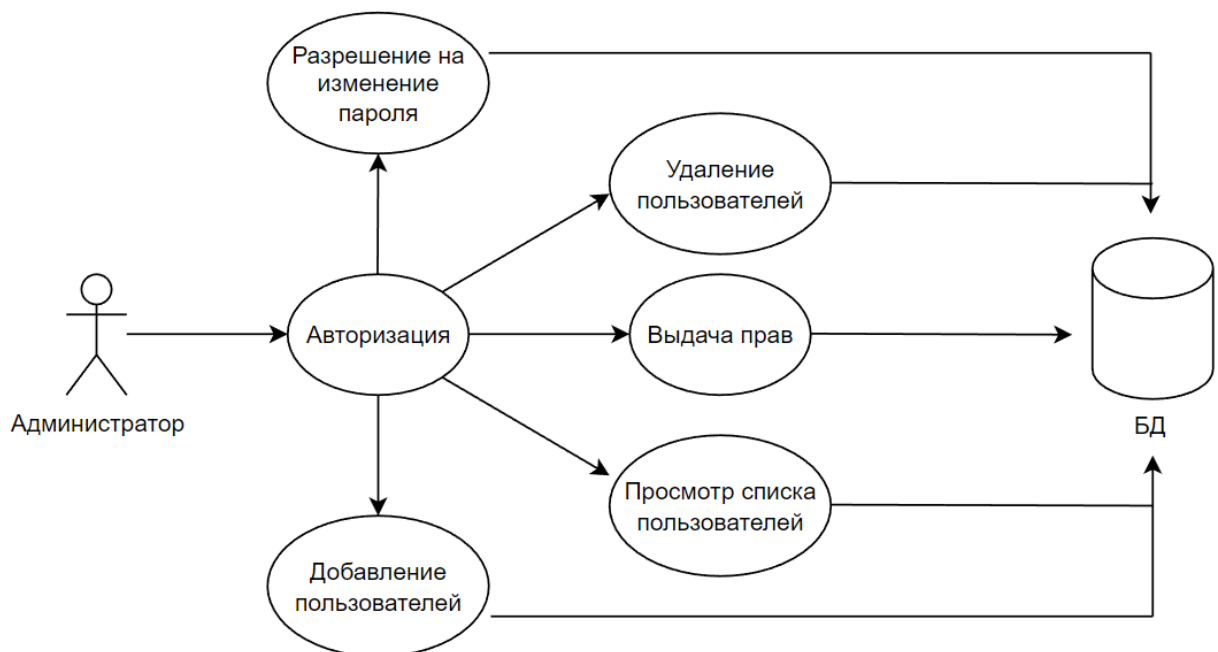 Разрешение на
изменение
пароля
Удаление
пользователей
Авторизация
Выдача прав
Администратор
БД
Просмотр списка
пользователей
Добавление
пользователей